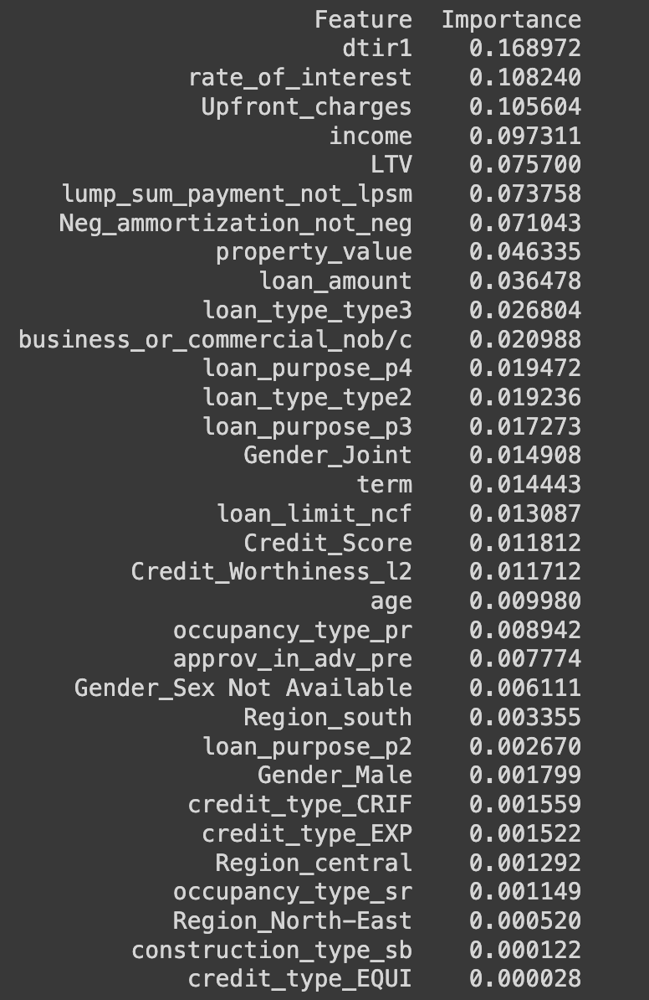 Feature Importance
dtir1 0.168972
rate_of_interest 0.108240
Upfront_charges 0.105604
income 0.097311
LTV 0.075700
lump_sum_payment_not_lpsm 0.073758
Neg_ammortization_not_neg 0.071043
property_value 0.046335
loan_amount 0.036478
loan_type_type3 0.026804
business_or_commercial_nob/c 0.020988
loan_purpose_p4 0.019472
loan_type_type2 0.019236
loan_purpose_p3 0.017273
Gender_Joint 0.014908
term 0.014443
loan_limit_ncf 0.013087
Credit_Score 0.011812
Credit_Worthiness_l2 0.011712
age 0.009980
occupancy_type_pr 0.008942
approv_in_adv_pre 0.007774
Gender_Sex Not Available 0.006111
Region_south 0.003355
loan_purpose_p2 0.002670
Gender_Male 0.001799
credit_type_CRIF 0.001559
credit_type_EXP 0.001522
Region_central 0.001292
occupancy_type_sr 0.001149
Region_North-East 0.000520
construction_type_sb 0.000122
credit_type_EQUI 0.000028